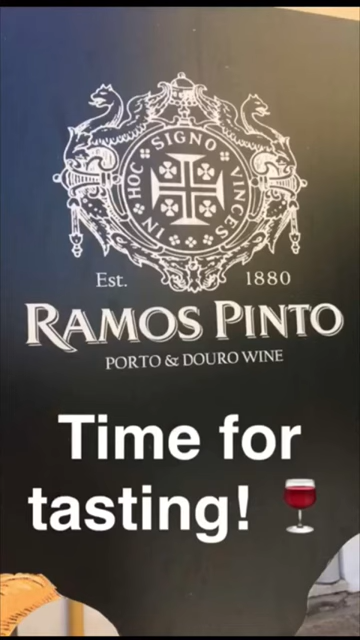 IN HOC SIGNO VINCES
Est. 1880
RAMOS PINTO
PORTO & DOURO WINE
Time for
tasting! 🍷